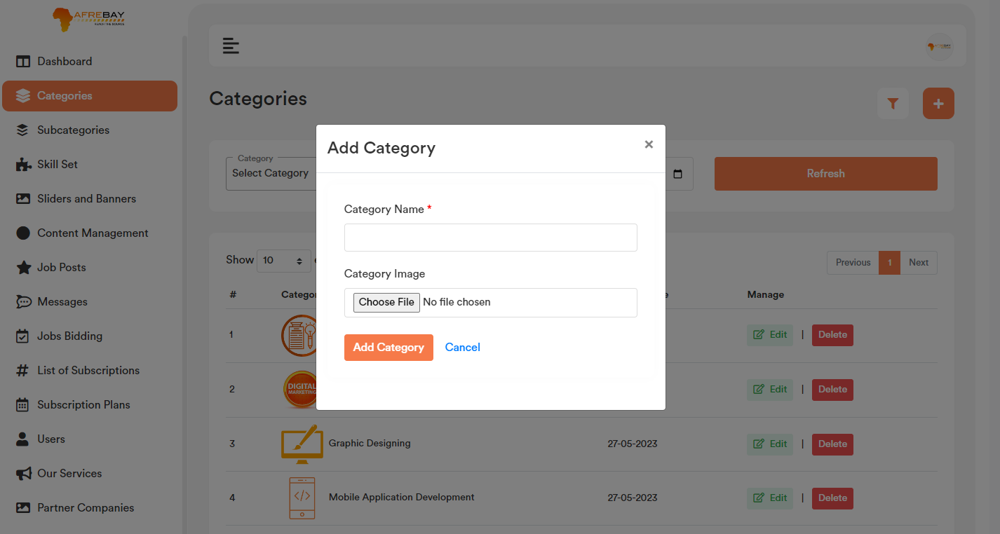 AFREBAY
REACH THE SOURCE
Dashboard
Categories
Subcategories
Skill Set
Sliders and Banners
Content Management
Job Posts
Messages
Jobs Bidding
List of Subscriptions
Subscription Plans
Users
Our Services
Partner Companies
AFREBAY
Categories
Category
Select Category
Refresh
Add Category
×
Category Name *
Category Image
Choose File No file chosen
Add Category Cancel
Show 10
Previous 1 Next
# Manage
1 Edit | Delete
2 DIGITAL MARKETING Edit | Delete
3 Graphic Designing 27-05-2023 Edit | Delete
4 </> Mobile Application Development 27-05-2023 Edit | Delete